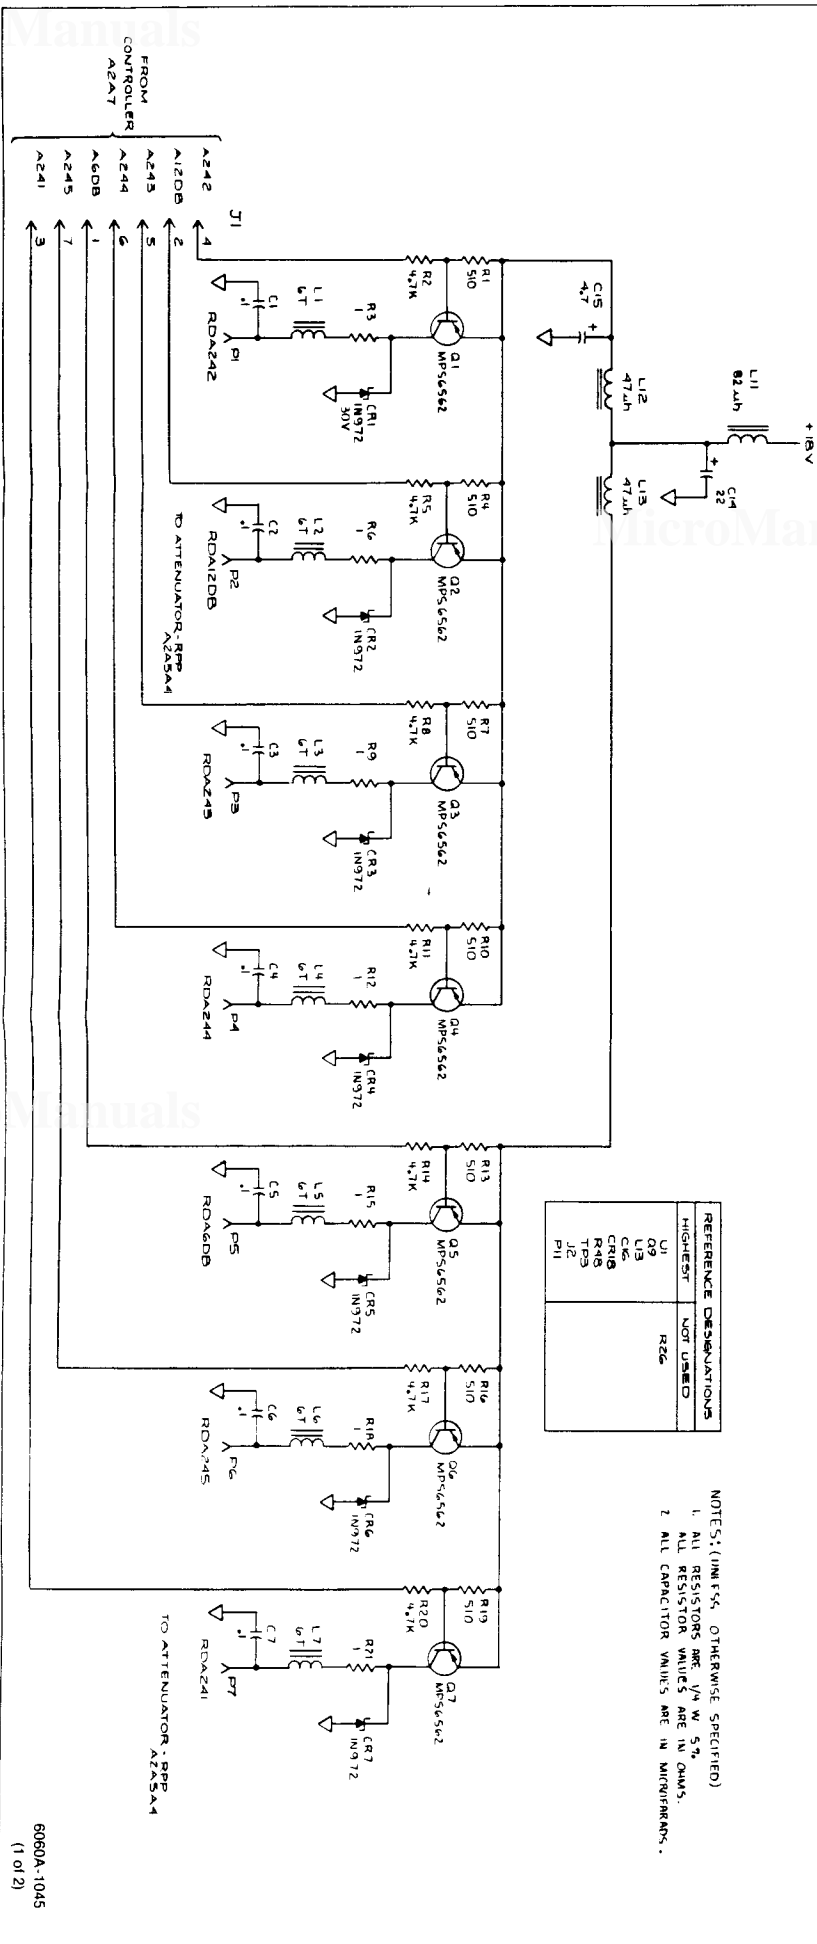 +18V
L11
82 µh
C14
22
L12
47µh
L13
47µh
C15
4.7
FROM
CONTROLLER
A2A7
J1
A242
4
A12DB
2
A243
5
A244
6
A6DB
1
A245
7
A241
3
R1
510
R2
4.7K
Q1
MPS6562
R3
1
CR1
1N972
30V
L1
6T
C1
.1
P1
RDA242
R4
510
R5
4.7K
Q2
MPS6562
R6
1
CR2
1N972
L2
6T
C2
.1
P2
RDA12DB
TO ATTENUATOR-RPP
A2A5A4
R7
510
R8
4.7K
Q3
MPS6562
R9
1
CR3
1N972
L3
6T
C3
.1
P3
RDA243
R10
510
R11
4.7K
Q4
MPS6562
R12
1
CR4
1N972
L4
6T
C4
.1
P4
RDA244
R13
510
R14
4.7K
Q5
MPS6562
R15
1
CR5
1N972
L5
6T
C5
.1
P5
RDA6DB
R16
510
R17
4.7K
Q6
MPS6562
R18
1
CR6
1N972
L6
6T
C6
.1
P6
RDA245
R19
510
R20
4.7K
Q7
MPS6562
R21
1
CR7
1N972
L7
6T
C7
.1
P7
RDA241
TO ATTENUATOR - RPP
A2A5A4
REFERENCE DESIGNATIONS
HIGHEST NOT USED
U1 R26
Q9
L13
C16
CR18
R48
TP3
J2
P11
NOTES: (UNLESS OTHERWISE SPECIFIED)
1. ALL RESISTORS ARE 1/4 W 5%
ALL RESISTOR VALUES ARE IN OHMS.
2 ALL CAPACITOR VALUES ARE IN MICROFARADS.
6060A-1045
(1 of 2)
Manuals
MicroMan
Manuals